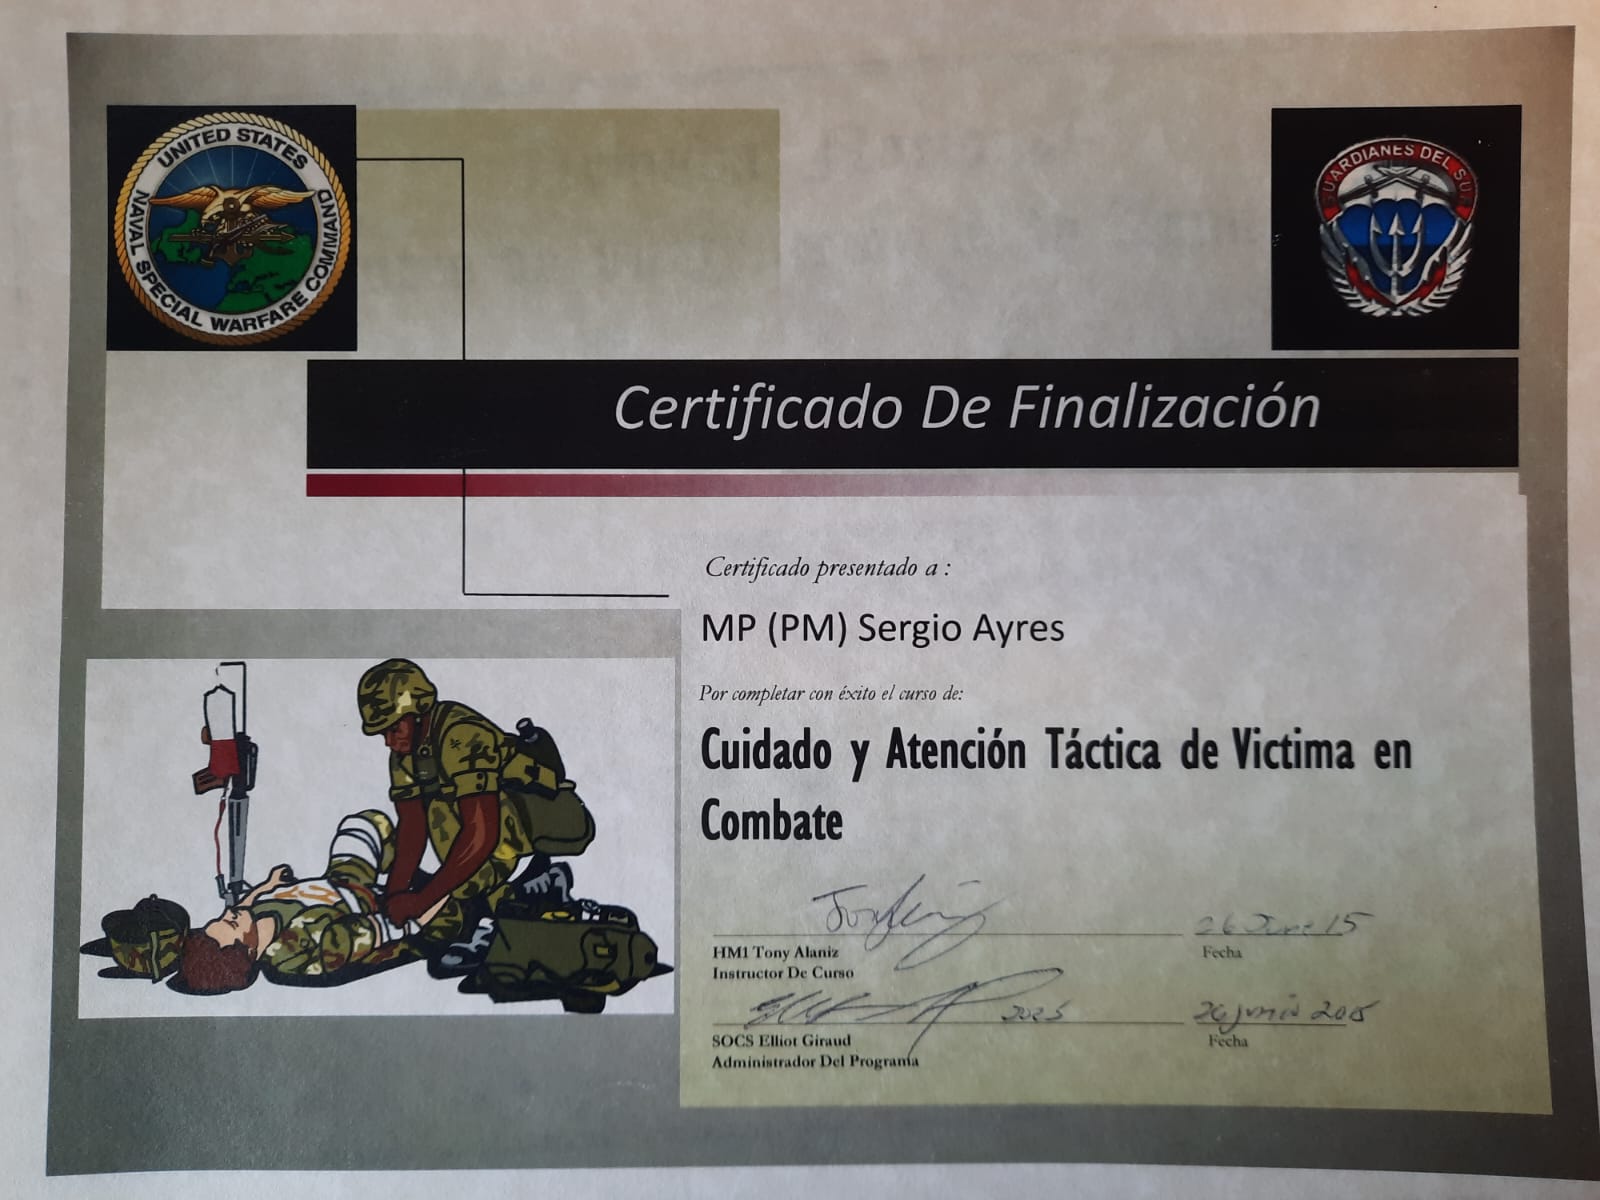 UNITED STATES
NAVAL SPECIAL WARFARE COMMAND
GUARDIANES DEL SUR
Certificado De Finalización
Certificado presentado a :
MP (PM) Sergio Ayres
Por completar con éxito el curso de:
Cuidado y Atención Táctica de Victima en
Combate
26 June 15
HM1 Tony Alaniz
Fecha
Instructor De Curso
26 junio 2015
SOCS Elliot Giraud
Fecha
Administrador Del Programa